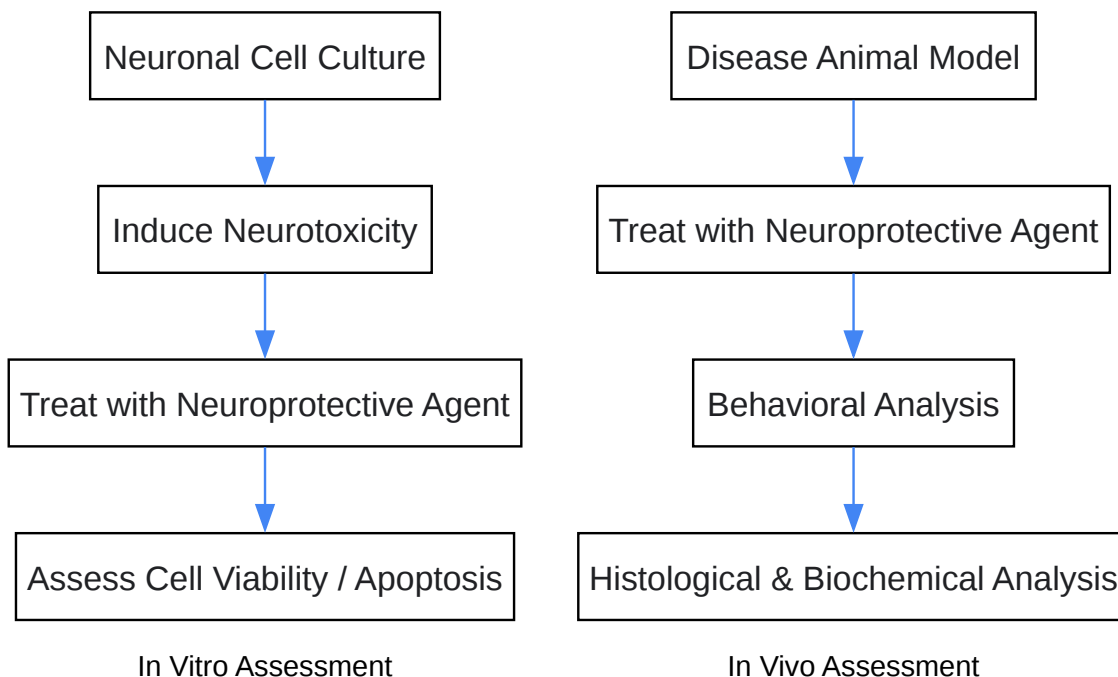 Neuronal Cell Culture
Induce Neurotoxicity
Treat with Neuroprotective Agent
Assess Cell Viability / Apoptosis
In Vitro Assessment
Disease Animal Model
Treat with Neuroprotective Agent
Behavioral Analysis
Histological & Biochemical Analysis
In Vivo Assessment